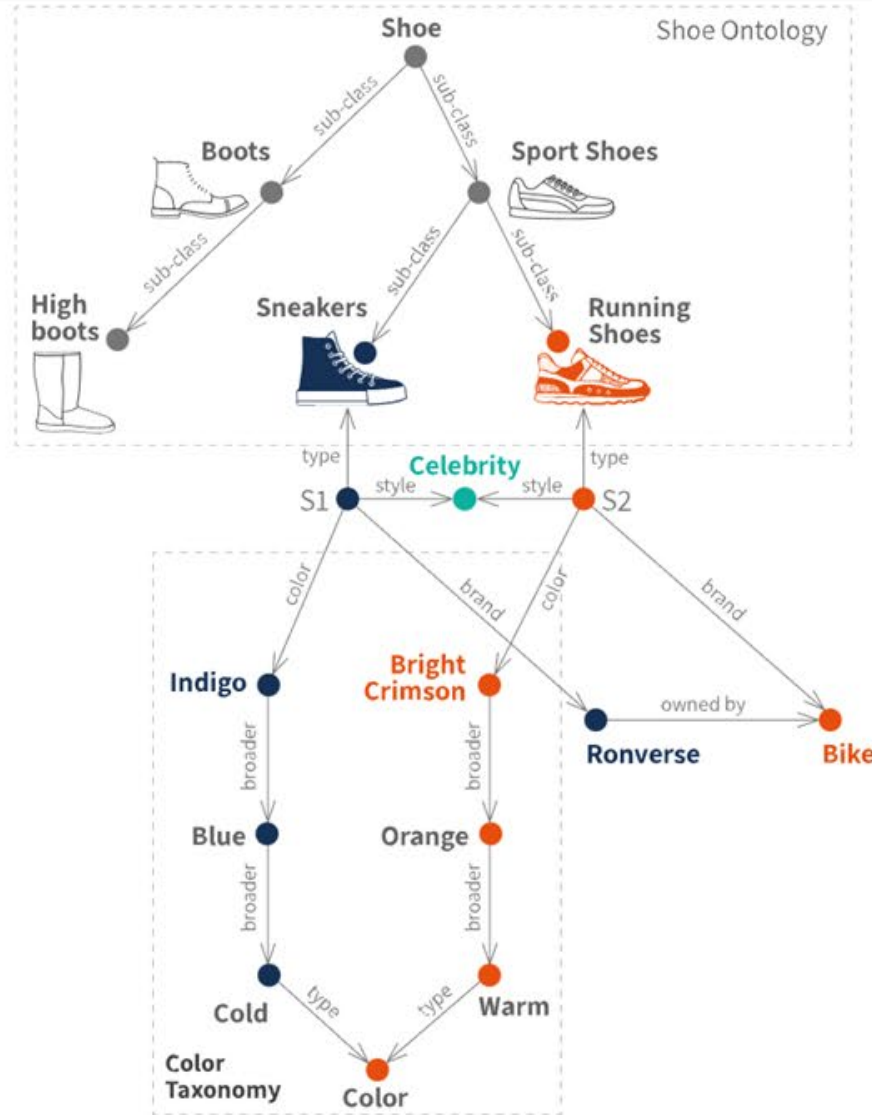 Shoe
Shoe Ontology
sub-class
sub-class
Boots
Sport Shoes
sub-class
sub-class
sub-class
High
boots
Sneakers
Running
Shoes
type
Celebrity
type
S1
style
style
S2
color
brand
color
brand
Indigo
Bright
Crimson
owned by
Ronverse
Bike
broader
broader
Blue
Orange
broader
broader
Cold
type
type
Warm
Color
Taxonomy
Color